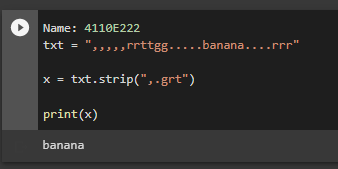 Name: 4110E222
txt = ",,,,,rrttgg.....banana....rrr"
x = txt.strip(",.grt")
print(x)
banana